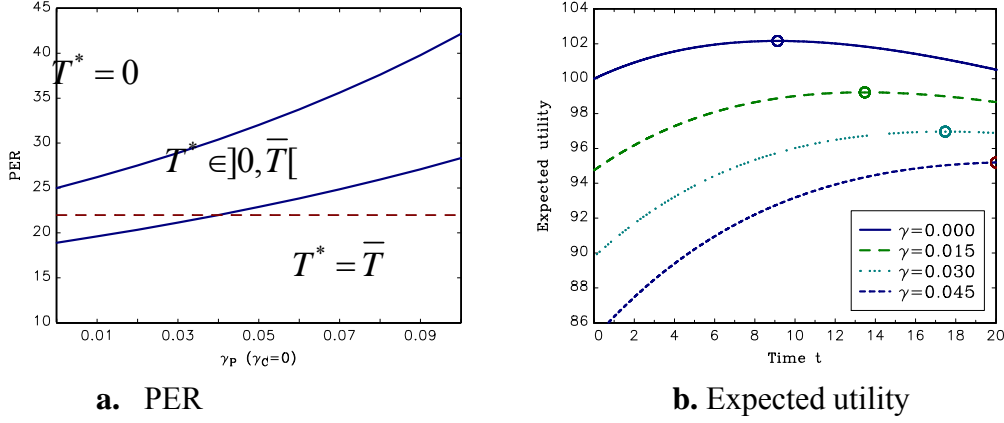 45
40
35
30
25
20
15
10
PER
T* = 0
T* ∈]0, T̅[
T* = T̅
0.01 0.03 0.05 0.07 0.09
γP (γC=0)
a. PER
104
102
100
98
96
94
92
90
88
86
Expected utility
γ=0.000
γ=0.015
γ=0.030
γ=0.045
0 2 4 6 8 10 12 14 16 18 20
Time t
b. Expected utility